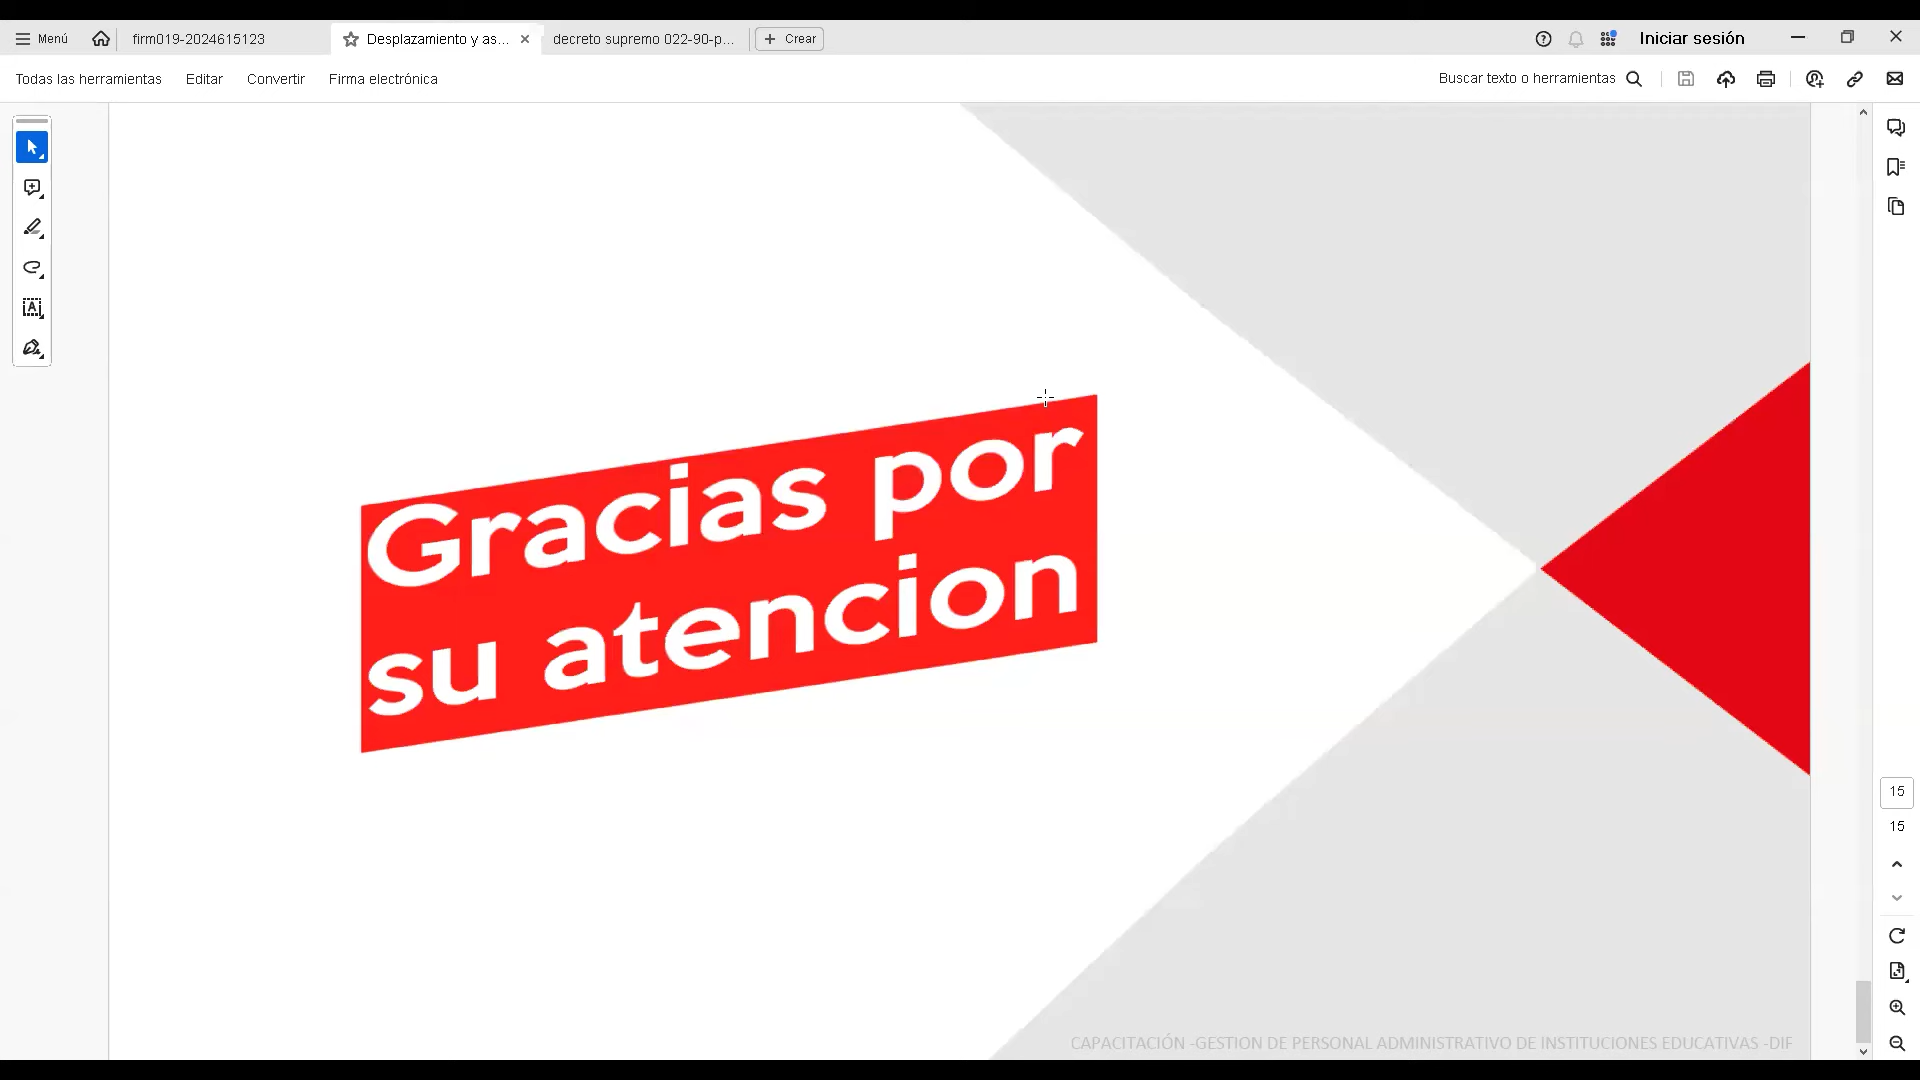 Menú
firm019-2024615123
Desplazamiento y as...
decreto supremo 022-90-p...
Crear
Iniciar sesión
Todas las herramientas
Editar
Convertir
Firma electrónica
Buscar texto o herramientas
Gracias por
su atencion
15
15
CAPACITACIÓN -GESTION DE PERSONAL ADMINISTRATIVO DE INSTITUCIONES EDUCATIVAS -DIF